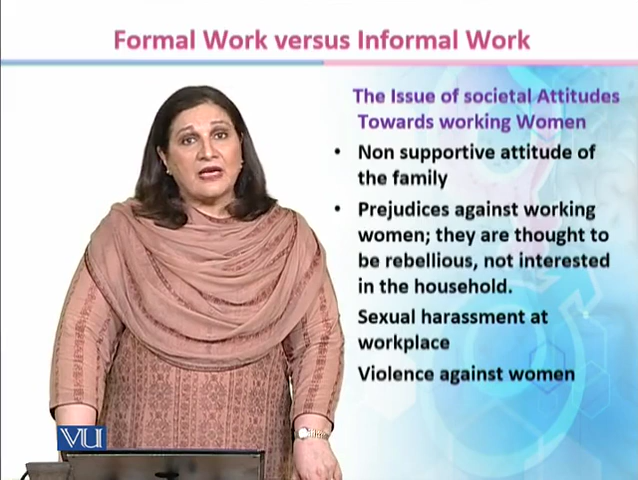 Formal Work versus Informal Work
The Issue of societal Attitudes
Towards working Women
• Non supportive attitude of
the family
• Prejudices against working
women; they are thought to
be rebellious, not interested
in the household.
Sexual harassment at
workplace
Violence against women
VU